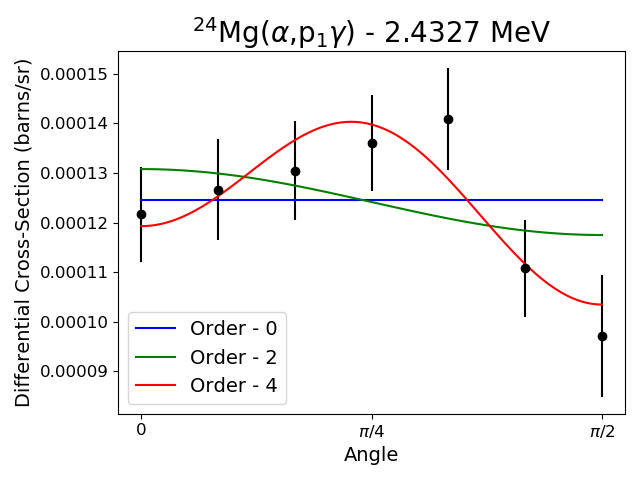 ²⁴Mg(α,p₁γ) - 2.4327 MeV
Differential Cross-Section (barns/sr)
0.00015
0.00014
0.00013
0.00012
0.00011
0.00010
0.00009
Order - 0
Order - 2
Order - 4
0 π/4 π/2
Angle